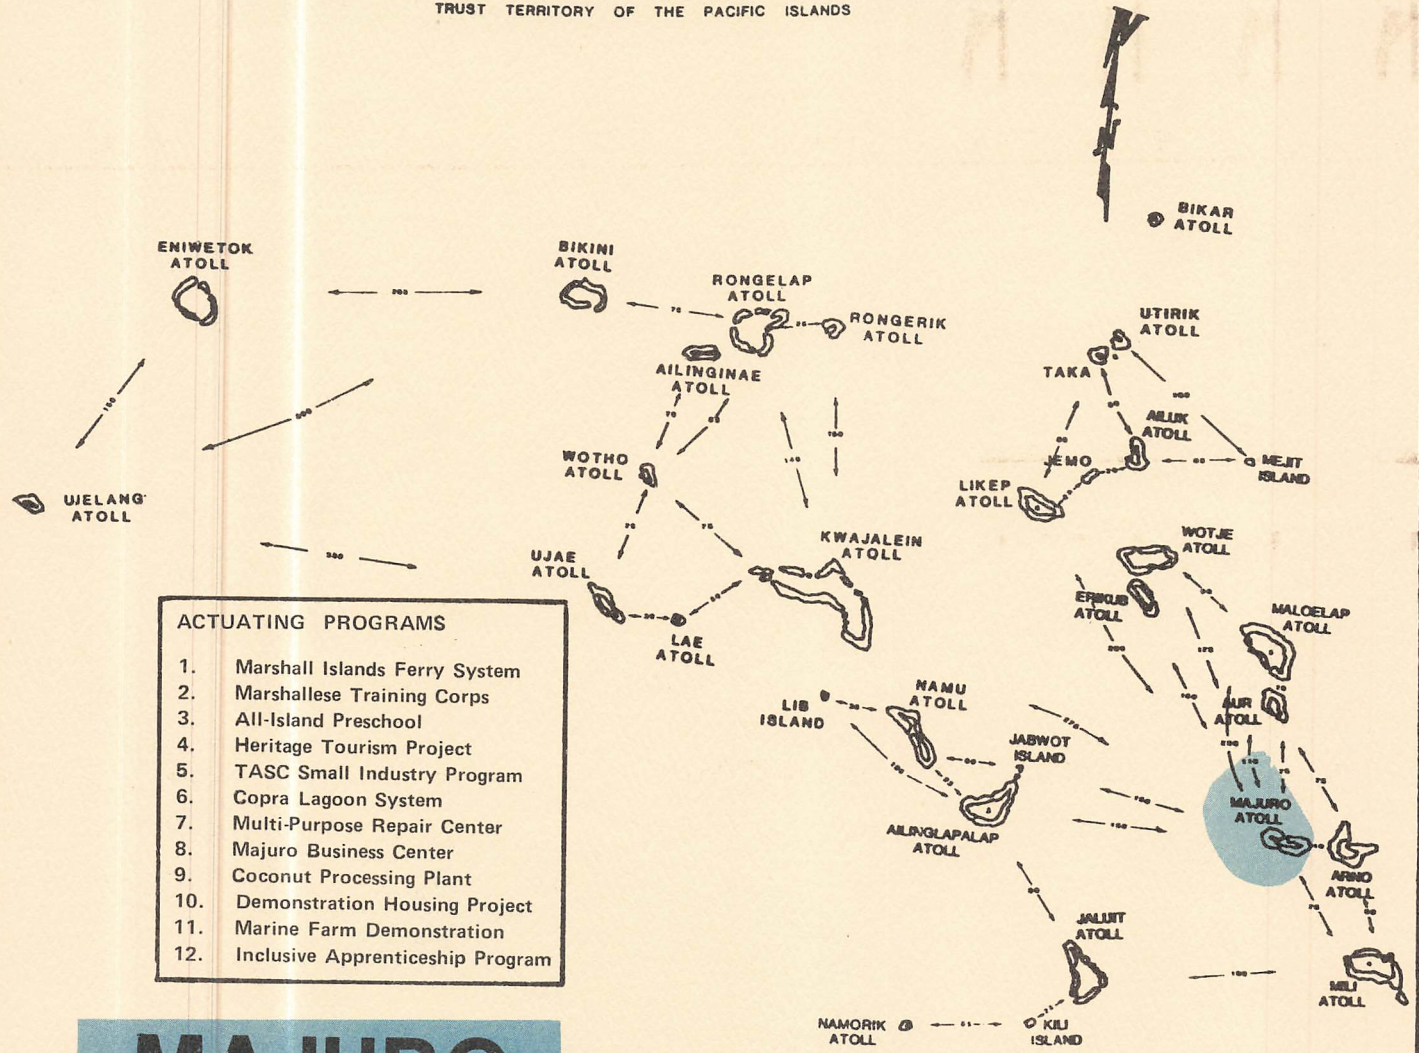 TRUST TERRITORY OF THE PACIFIC ISLANDS
N
BIKAR
ATOLL
ENIWETOK
ATOLL
BIKINI
ATOLL
RONGELAP
ATOLL
RONGERIK
ATOLL
UTIRIK
ATOLL
75
AILINGINAE
ATOLL
TAKA
AILUK
ATOLL
WOTHO
ATOLL
JEMO
MEJIT
ISLAND
LIKEP
ATOLL
UJELANG
ATOLL
75
75
WOTJE
ATOLL
KWAJALEIN
ATOLL
UJAE
ATOLL
ERIKUB
ATOLL
MALOELAP
ATOLL
LAE
ATOLL
ACTUATING PROGRAMS
1. Marshall Islands Ferry System
2. Marshallese Training Corps
3. All-Island Preschool
4. Heritage Tourism Project
5. TASC Small Industry Program
6. Copra Lagoon System
7. Multi-Purpose Repair Center
8. Majuro Business Center
9. Coconut Processing Plant
10. Demonstration Housing Project
11. Marine Farm Demonstration
12. Inclusive Apprenticeship Program
NAMU
ATOLL
LIB
ISLAND
AUR
ATOLL
JABWOT
ISLAND
MAJURO
ATOLL
AILINGLAPALAP
ATOLL
ARNO
ATOLL
75
JALUIT
ATOLL
MILI
ATOLL
NAMORIK
ATOLL
KILI
ISLAND
MAJURO